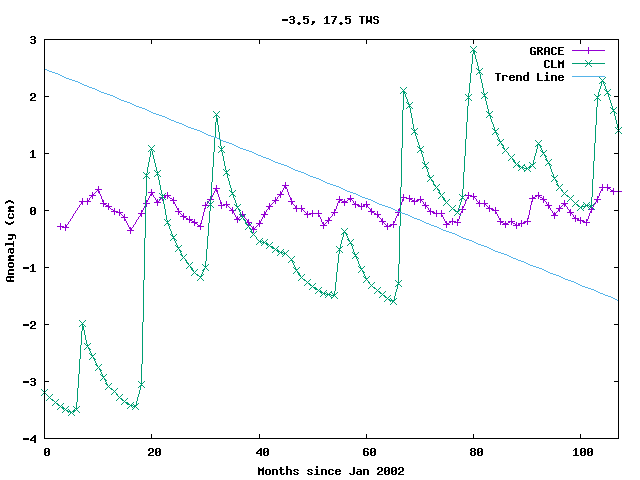 -3.5, 17.5 TWS
GRACE
CLM
Trend Line
3
2
1
0
-1
-2
-3
-4
Anomaly (cm)
0 20 40 60 80 100
Months since Jan 2002